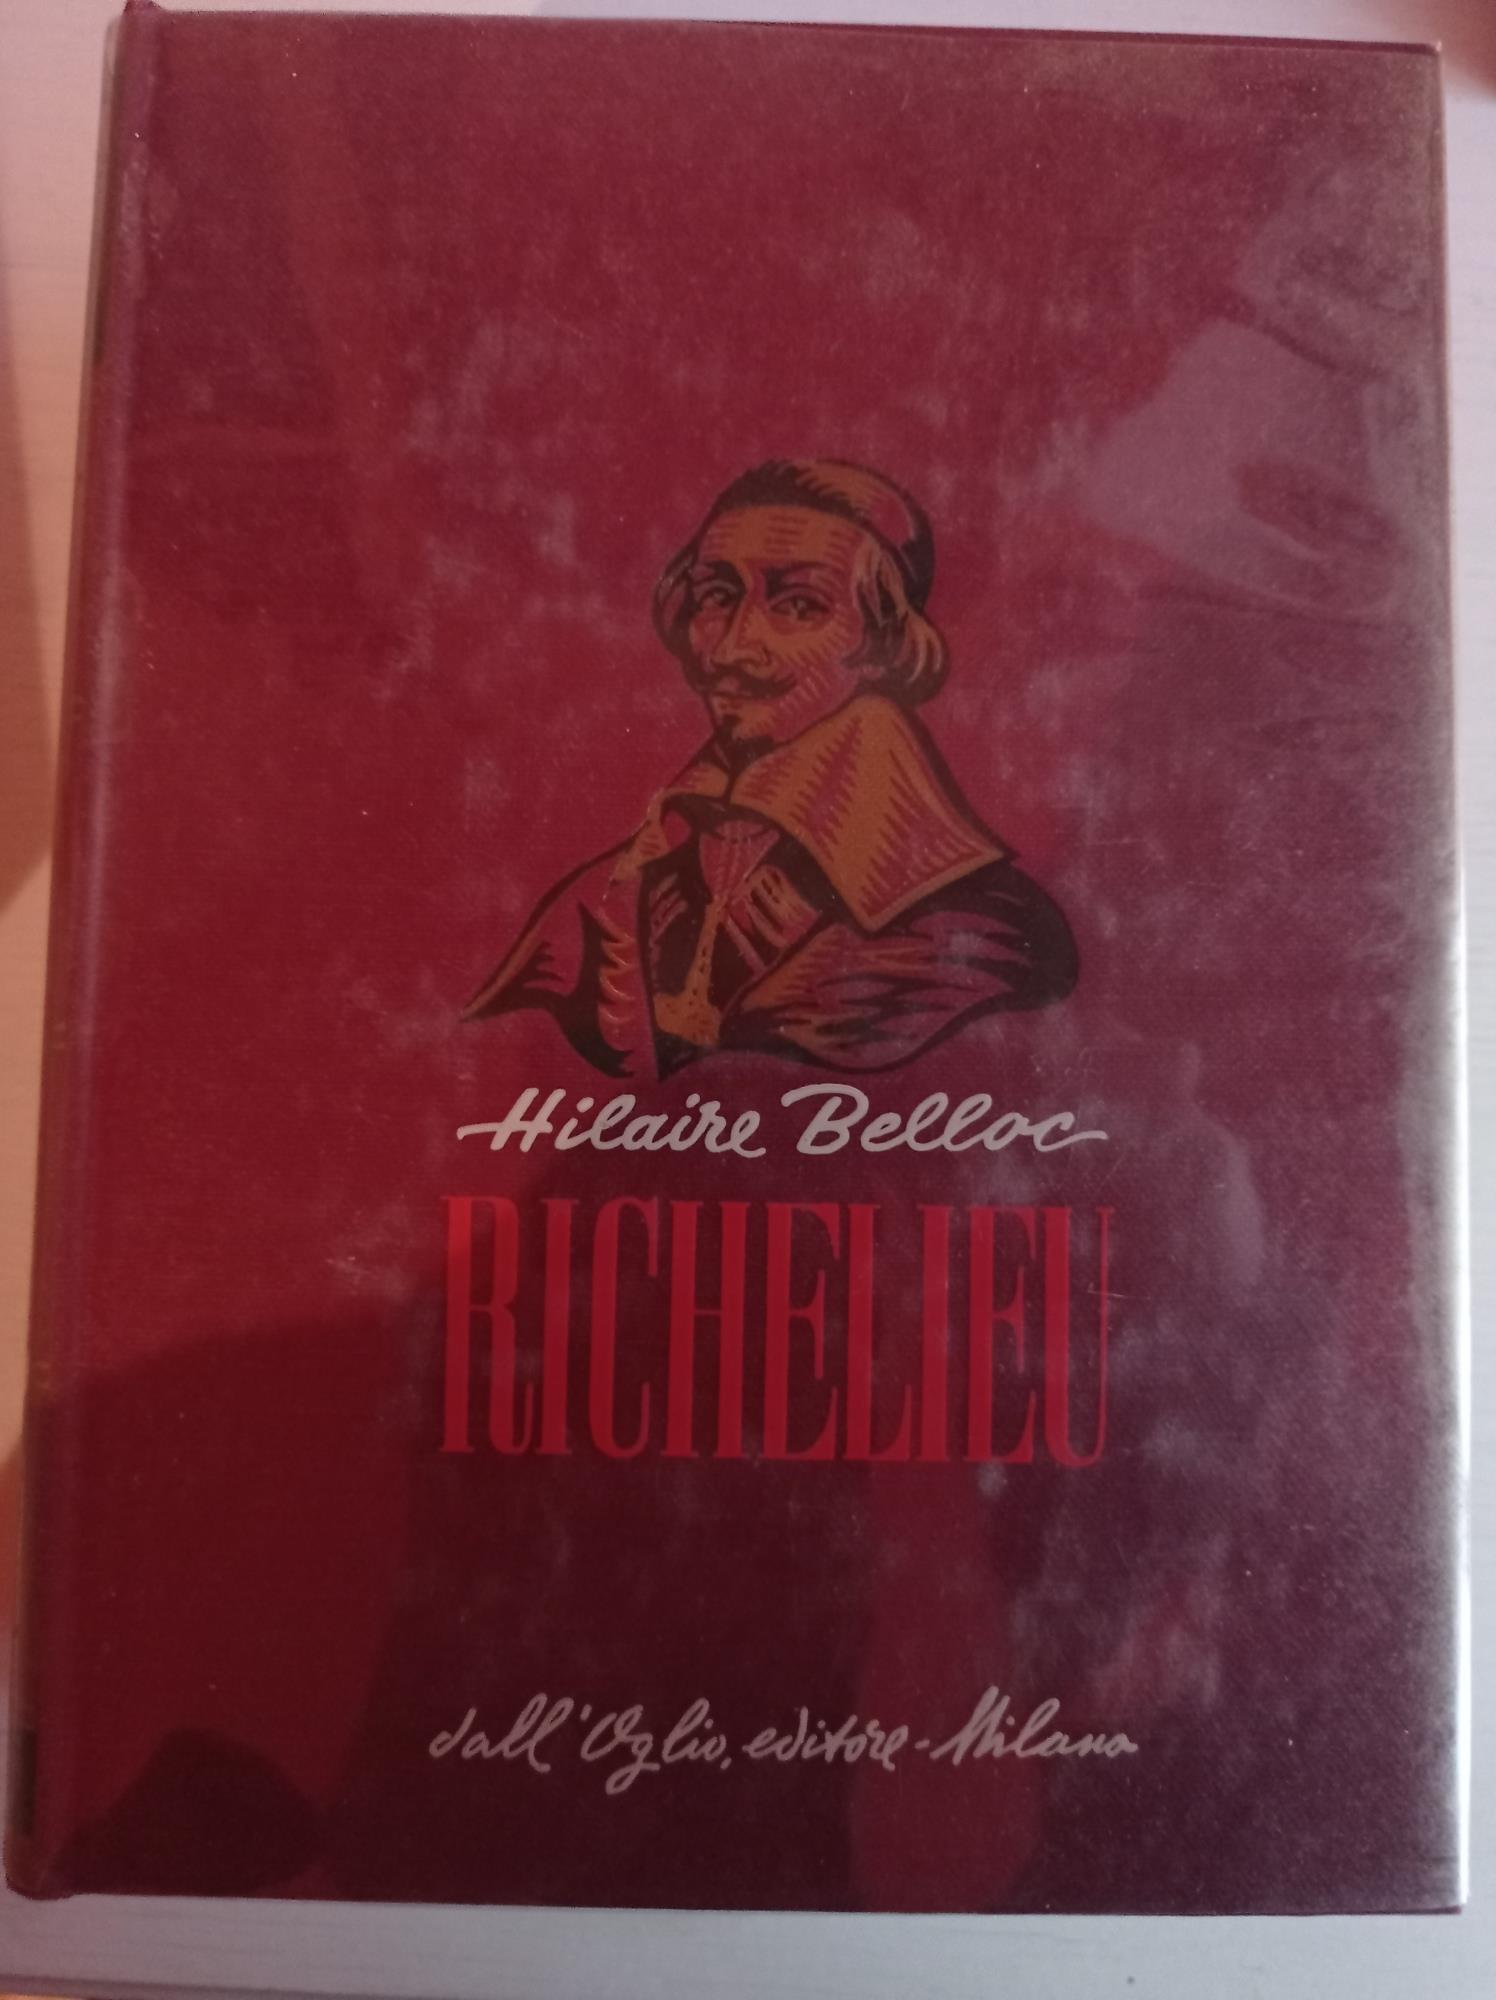 Hilaire Belloc
RICHELIEU
dall'Oglio, editore - Milano